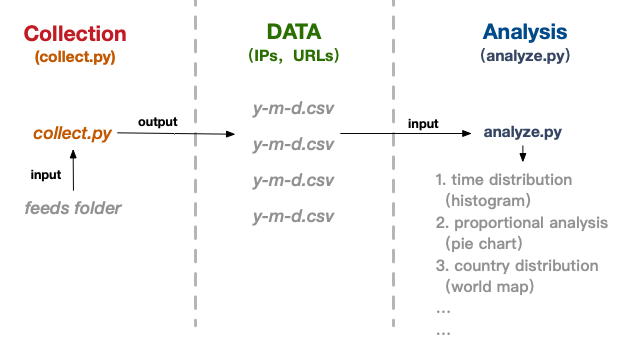 Collection
(collect.py)
DATA
(IPs, URLs)
Analysis
(analyze.py)
collect.py
output
input
feeds folder
y-m-d.csv
y-m-d.csv
y-m-d.csv
y-m-d.csv
input
analyze.py
1. time distribution
(histogram)
2. proportional analysis
(pie chart)
3. country distribution
(world map)
...
...